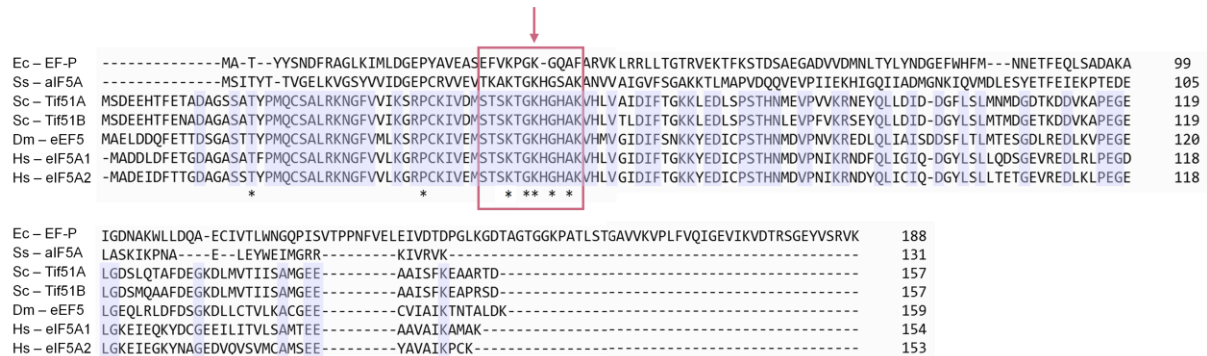 Ec – EF-P ---------------MA-T--YYSNDFRAGLKIMLDGEPYAVEASEFVKPGK-GQAFARVKLRRLLTGTRVEKTFKSTDSAEGADVVDMNLTYLYNDGEFWHFM---NNETFEQLSADAKA 99
Ss – aIF5A --------------MSITYT-TVGELKVGSYVVIDGEPCRVVEVTKAKTGKHGSAKANVVAIGVFSGAKKTLMAPVDQQVEVPIIEKHIGQIIADMGNKIQVMDLESYETFEIEKPTEDE 105
Sc – Tif51A MSDEEHTFETADAGSSATYPMQCSALRKNGFVVIKSRPCKIVDMSTSKTGKHGHAKVHLVAIDIFTGKKLEDLSPSTHNMEVPVVKRNEYQLLDID-DGFLSLMNMDGDTKDDVKAPEGE 119
Sc – Tif51B MSDEEHTFENADAGASATYPMQCSALRKNGFVVIKGRPCKIVDMSTSKTGKHGHAKVHLVTLDIFTGKKLEDLSPSTHNLEVPFVKRSEYQLLDID-DGYLSLMTMDGETKDDVKAPEGE 119
Dm – eEF5 MAELDDQFETTDSGASTTYPMQCSALRKNGFVMLKSRPCKIVEMSTSKTGKHGHAKVHMVGIDIFSNKKYEDICPSTHNMDVPNVKREDLQLIAISDDSFLTLMTESGDLREDLKVPEGE 120
Hs – eIF5A1 -MADDLDFETGDAGASATFPMQCSALRKNGFVVLKGRPCKIVEMSTSKTGKHGHAKVHLVGIDIFTGKKYEDICPSTHNMDVPNIKRNDFQLIGIQ-DGYLSLLQDSGEVREDLRLPEGD 118
Hs – eIF5A2 -MADEIDFTTGDAGASSTYPMQCSALRKNGFVVLKGRPCKIVEMSTSKTGKHGHAKVHLVGIDIFTGKKYEDICPSTHNMDVPNIKRNDYQLICIQ-DGYLSLLTETGEVREDLKLPEGD 118
* * * ** * *
Ec – EF-P IGDNAKWLLDQA-ECIVTLWNGQPISVTPPNFVELEIVDTDPGLKGDTAGTGGKPATLSTGAVVKVPLFVQIGEVIKVDTRSGEYVSRVK 188
Ss – aIF5A LASKIKPNA----E--LEYWEIMGRR----------KIVRVK------------------------------------------------ 131
Sc – Tif51A LGDSLQTAFDEGKDLMVTIISAMGEE---------AAISFKEAARTD------------------------------------------- 157
Sc – Tif51B LGDSMQAAFDEGKDLMVTIISAMGEE---------AAISFKEAPRSD------------------------------------------- 157
Dm – eEF5 LGEQLRLDFDSGKDLLCTVLKACGEE---------CVIAIKTNTALDK------------------------------------------ 159
Hs – eIF5A1 LGKEIEQKYDCGEEILITVLSAMTEE---------AAVAIKAMAK--------------------------------------------- 154
Hs – eIF5A2 LGKEIEGKYNAGEDVQVSVMCAMSEE---------YAVAIKPCK---------------------------------------------- 153